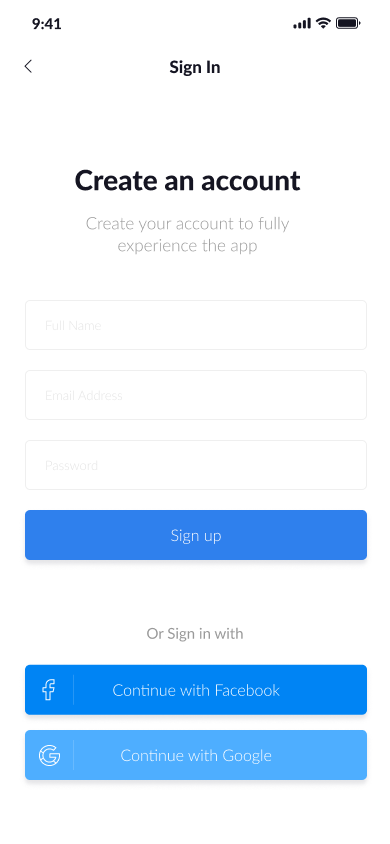 9:41
Sign In
Create an account
Create your account to fully
experience the app
Full Name
Email Address
Password
Sign up
Or Sign in with
Continue with Facebook
Continue with Google